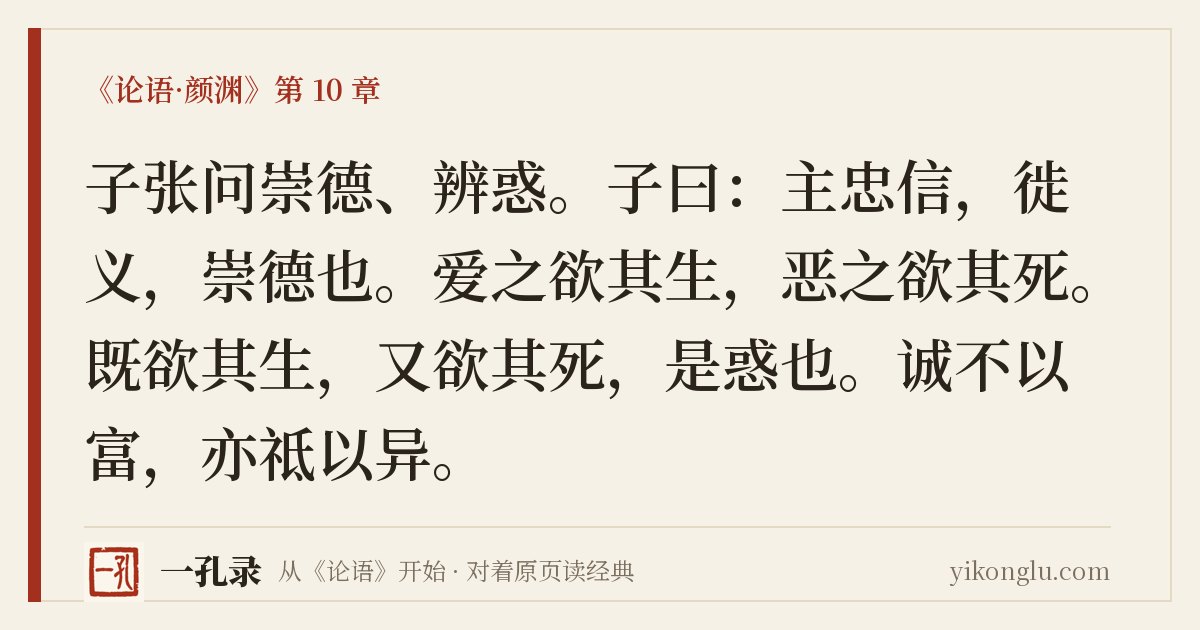 《论语·颜渊》第 10 章
子张问崇德、辨惑。子曰：主忠信，徙
义，崇德也。爱之欲其生，恶之欲其死。
既欲其生，又欲其死，是惑也。诚不以
富，亦祗以异。
一孔
一孔录 从《论语》开始 · 对着原页读经典 yikonglu.com